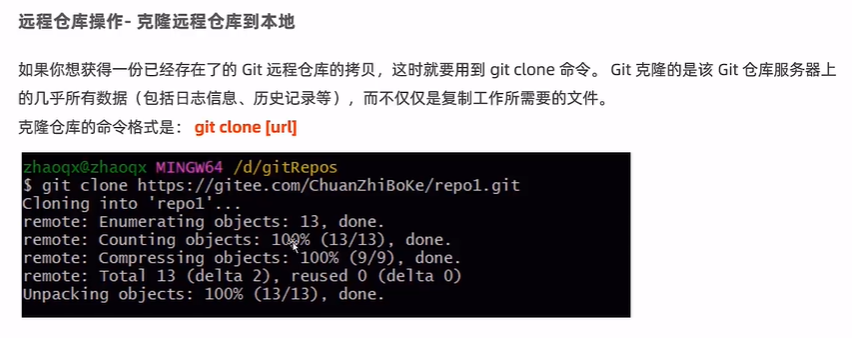 远程仓库操作- 克隆远程仓库到本地
如果你想获得一份已经存在了的 Git 远程仓库的拷贝，这时就要用到 git clone 命令。 Git 克隆的是该 Git 仓库服务器上
的几乎所有数据（包括日志信息、历史记录等），而不仅仅是复制工作所需要的文件。
克隆仓库的命令格式是： git clone [url]
zhaoqx@zhaoqx MINGW64 /d/gitRepos
$ git clone https://gitee.com/ChuanZhiBoKe/repo1.git
Cloning into 'repo1'...
remote: Enumerating objects: 13, done.
remote: Counting objects: 100% (13/13), done.
remote: Compressing objects: 100% (9/9), done.
remote: Total 13 (delta 2), reused 0 (delta 0)
Unpacking objects: 100% (13/13), done.